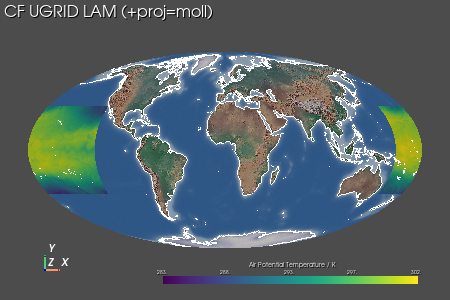 CF UGRID LAM (+proj=moll)
Y
Z X
Air Potential Temperature / K
283. 288. 293. 297. 302.